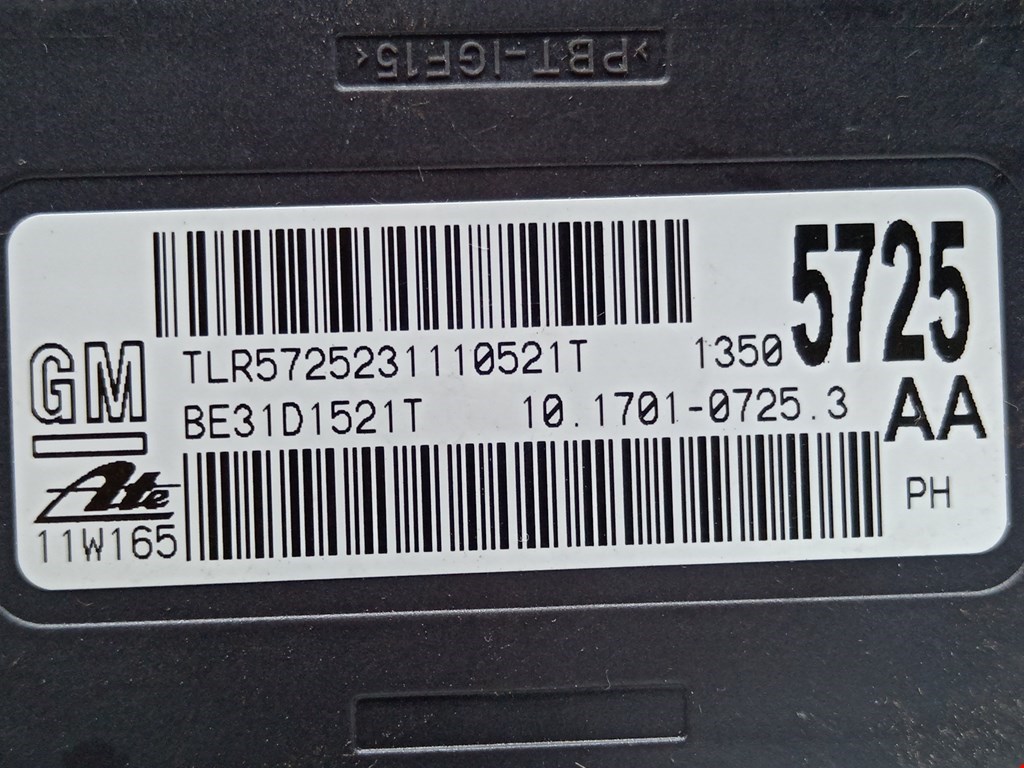 >PBT-IGF15<
GM
TLR5725231110521T
1350 5725
BE31D1521T
10.1701-0725.3
AA
Ate
11W165
PH